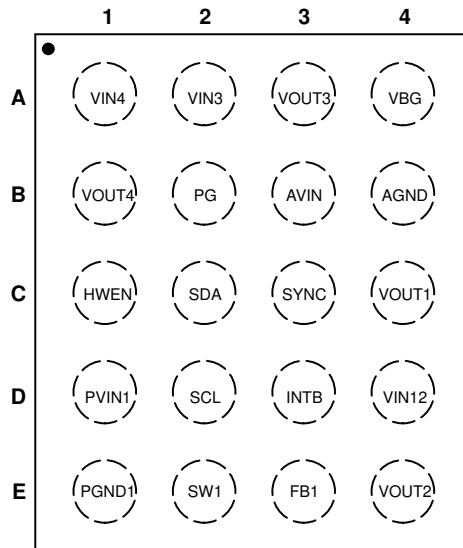 1 2 3 4
A VIN4 VIN3 VOUT3 VBG
B VOUT4 PG AVIN AGND
C HWEN SDA SYNC VOUT1
D PVIN1 SCL INTB VIN12
E PGND1 SW1 FB1 VOUT2